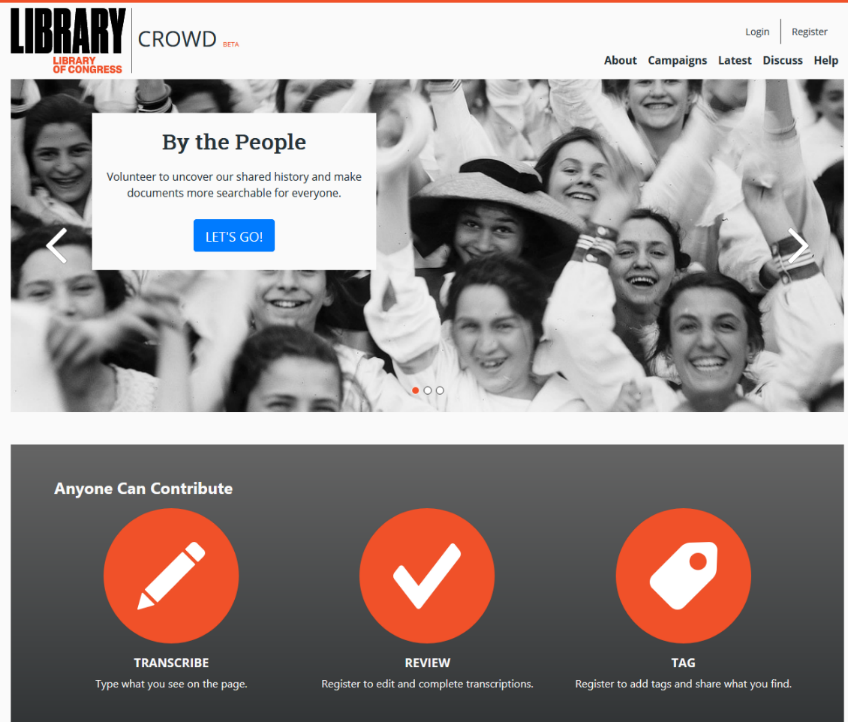 LIBRARY
LIBRARY
OF CONGRESS
CROWD BETA
Login Register
About Campaigns Latest Discuss Help
By the People
Volunteer to uncover our shared history and make
documents more searchable for everyone.
LET'S GO!
Anyone Can Contribute
TRANSCRIBE
Type what you see on the page.
REVIEW
Register to edit and complete transcriptions.
TAG
Register to add tags and share what you find.